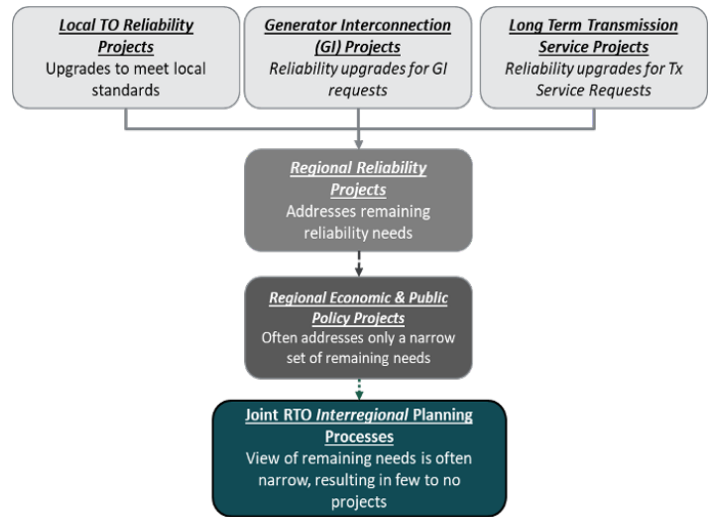 Local TO Reliability
Projects
Upgrades to meet local
standards
Generator Interconnection
(GI) Projects
Reliability upgrades for GI
requests
Long Term Transmission
Service Projects
Reliability upgrades for Tx
Service Requests
Regional Reliability
Projects
Addresses remaining
reliability needs
Regional Economic & Public
Policy Projects
Often addresses only a narrow
set of remaining needs
Joint RTO Interregional Planning
Processes
View of remaining needs is often
narrow, resulting in few to no
projects